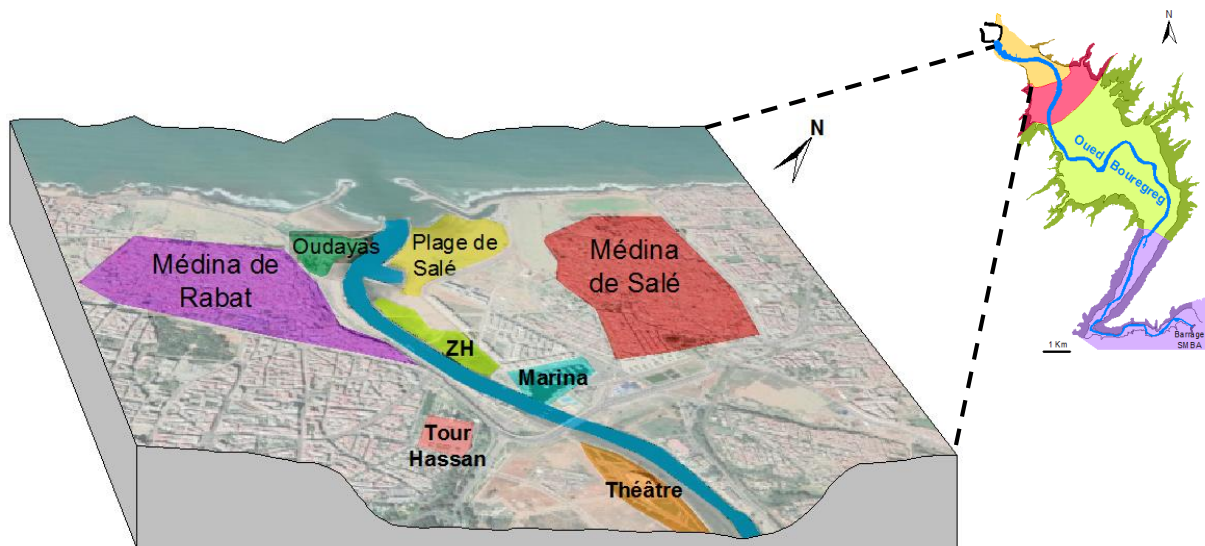 N
Oued
Bouregreg
Barrage
SMBA
1 Km
N
Oudayas
Plage de
Salé
Médina
de Salé
Médina de
Rabat
ZH
Marina
Tour
Hassan
Théâtre